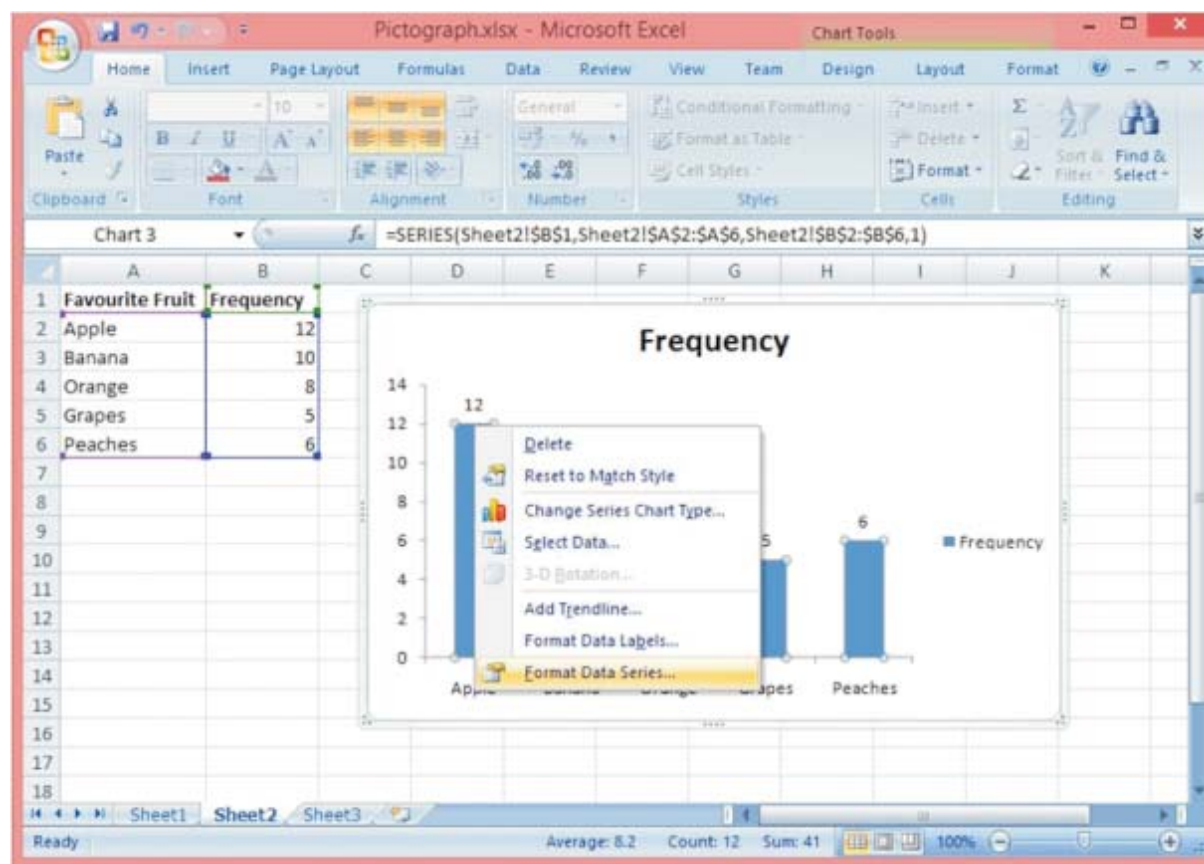 Pictograph.xlsx - Microsoft Excel
Chart Tools
Home Insert Page Layout Formulas Data Review View Team Design Layout Format
Paste
10
B I U A A
A
General
% ,
Conditional Formatting
Format as Table
Cell Styles
Insert
Delete
Format
Σ
Sort & Filter
Find & Select
Clipboard Font Alignment Number Styles Cells Editing
Chart 3 fx =SERIES(Sheet2!$B$1,Sheet2!$A$2:$A$6,Sheet2!$B$2:$B$6,1)
A B C D E F G H I J K
1 Favourite Fruit Frequency
2 Apple 12
3 Banana 10
4 Orange 8
5 Grapes 5
6 Peaches 6
7
8
9
10
11
12
13
14
15
16
17
18
Frequency
14
12
10
8
6
4
2
0
12
5
6
Peaches
Frequency
Delete
Reset to Match Style
Change Series Chart Type...
Select Data...
3-D Rotation...
Add Trendline...
Format Data Labels...
Format Data Series...
Sheet1 Sheet2 Sheet3
Ready Average: 8.2 Count: 12 Sum: 41 100%